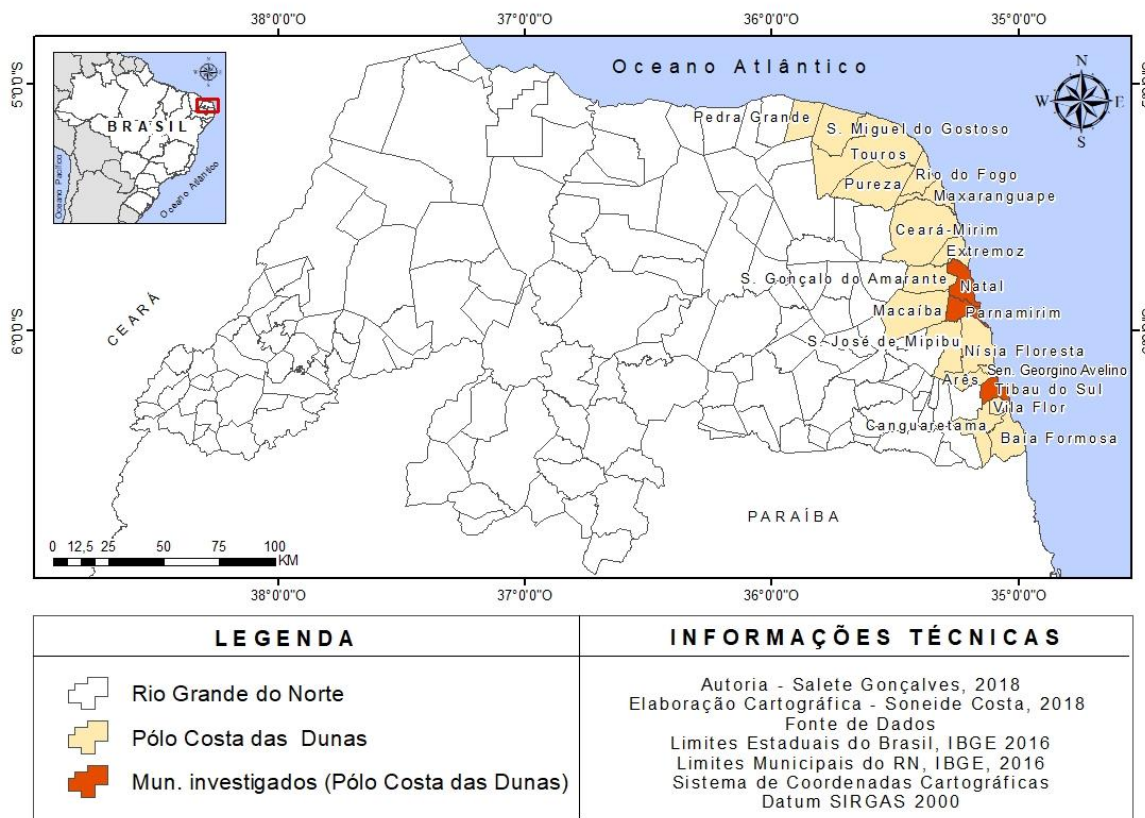 38°0'0"O 37°0'0"O 36°0'0"O 35°0'0"O
5°0'0"S
6°0'0"S
BRASIL
Oceano Pacífico
Oceano Atlântico
N
W E
S
Oceano Atlântico
Pedra Grande
S. Miguel do Gostoso
Touros
Rio do Fogo
Pureza
Maxaranguape
Ceará-Mirim
Extremoz
S. Gonçalo do Amarante
Natal
Macaíba
Parnamirim
S. José de Mipibu
Nísia Floresta
Sen. Georgino Avelino
Arês
Tibau do Sul
Vila Flor
Canguaretama
Baía Formosa
CEARÁ
PARAÍBA
0 12,5 25 50 75 100
KM
38°0'0"O 37°0'0"O 36°0'0"O 35°0'0"O
LEGENDA
Rio Grande do Norte
Pólo Costa das Dunas
Mun. investigados (Pólo Costa das Dunas)
INFORMAÇÕES TÉCNICAS
Autoria - Salete Gonçalves, 2018
Elaboração Cartográfica - Soneide Costa, 2018
Fonte de Dados
Limites Estaduais do Brasil, IBGE 2016
Limites Municipais do RN, IBGE, 2016
Sistema de Coordenadas Cartográficas
Datum SIRGAS 2000